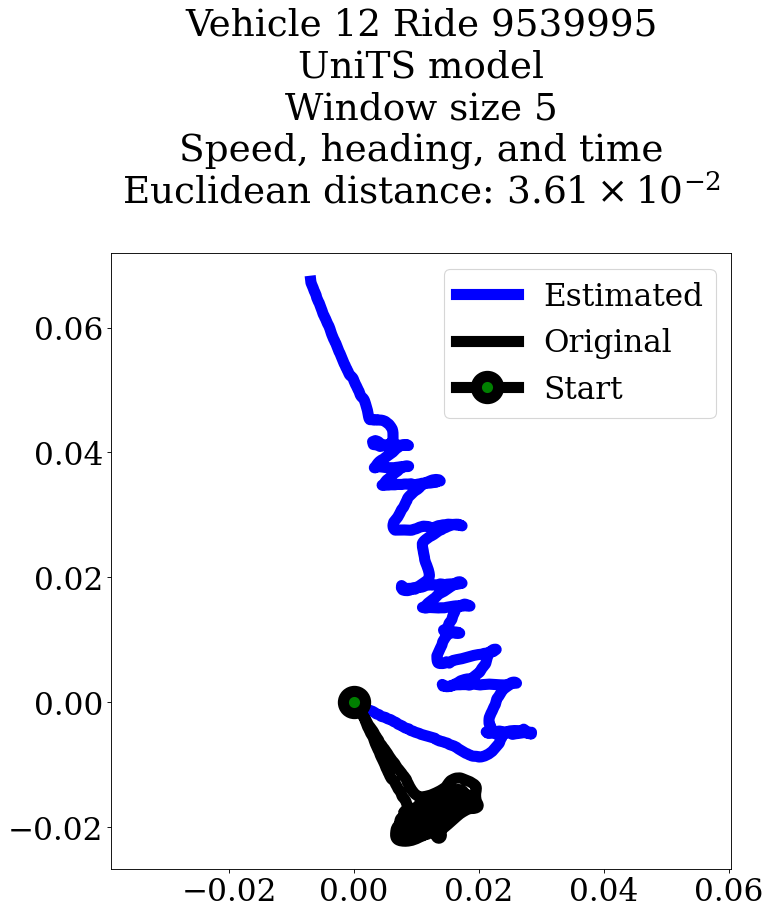 Vehicle 12 Ride 9539995
UniTS model
Window size 5
Speed, heading, and time
Euclidean distance: 3.61 × 10⁻²
Estimated
Original
Start
0.06
0.04
0.02
0.00
−0.02
−0.02 0.00 0.02 0.04 0.06